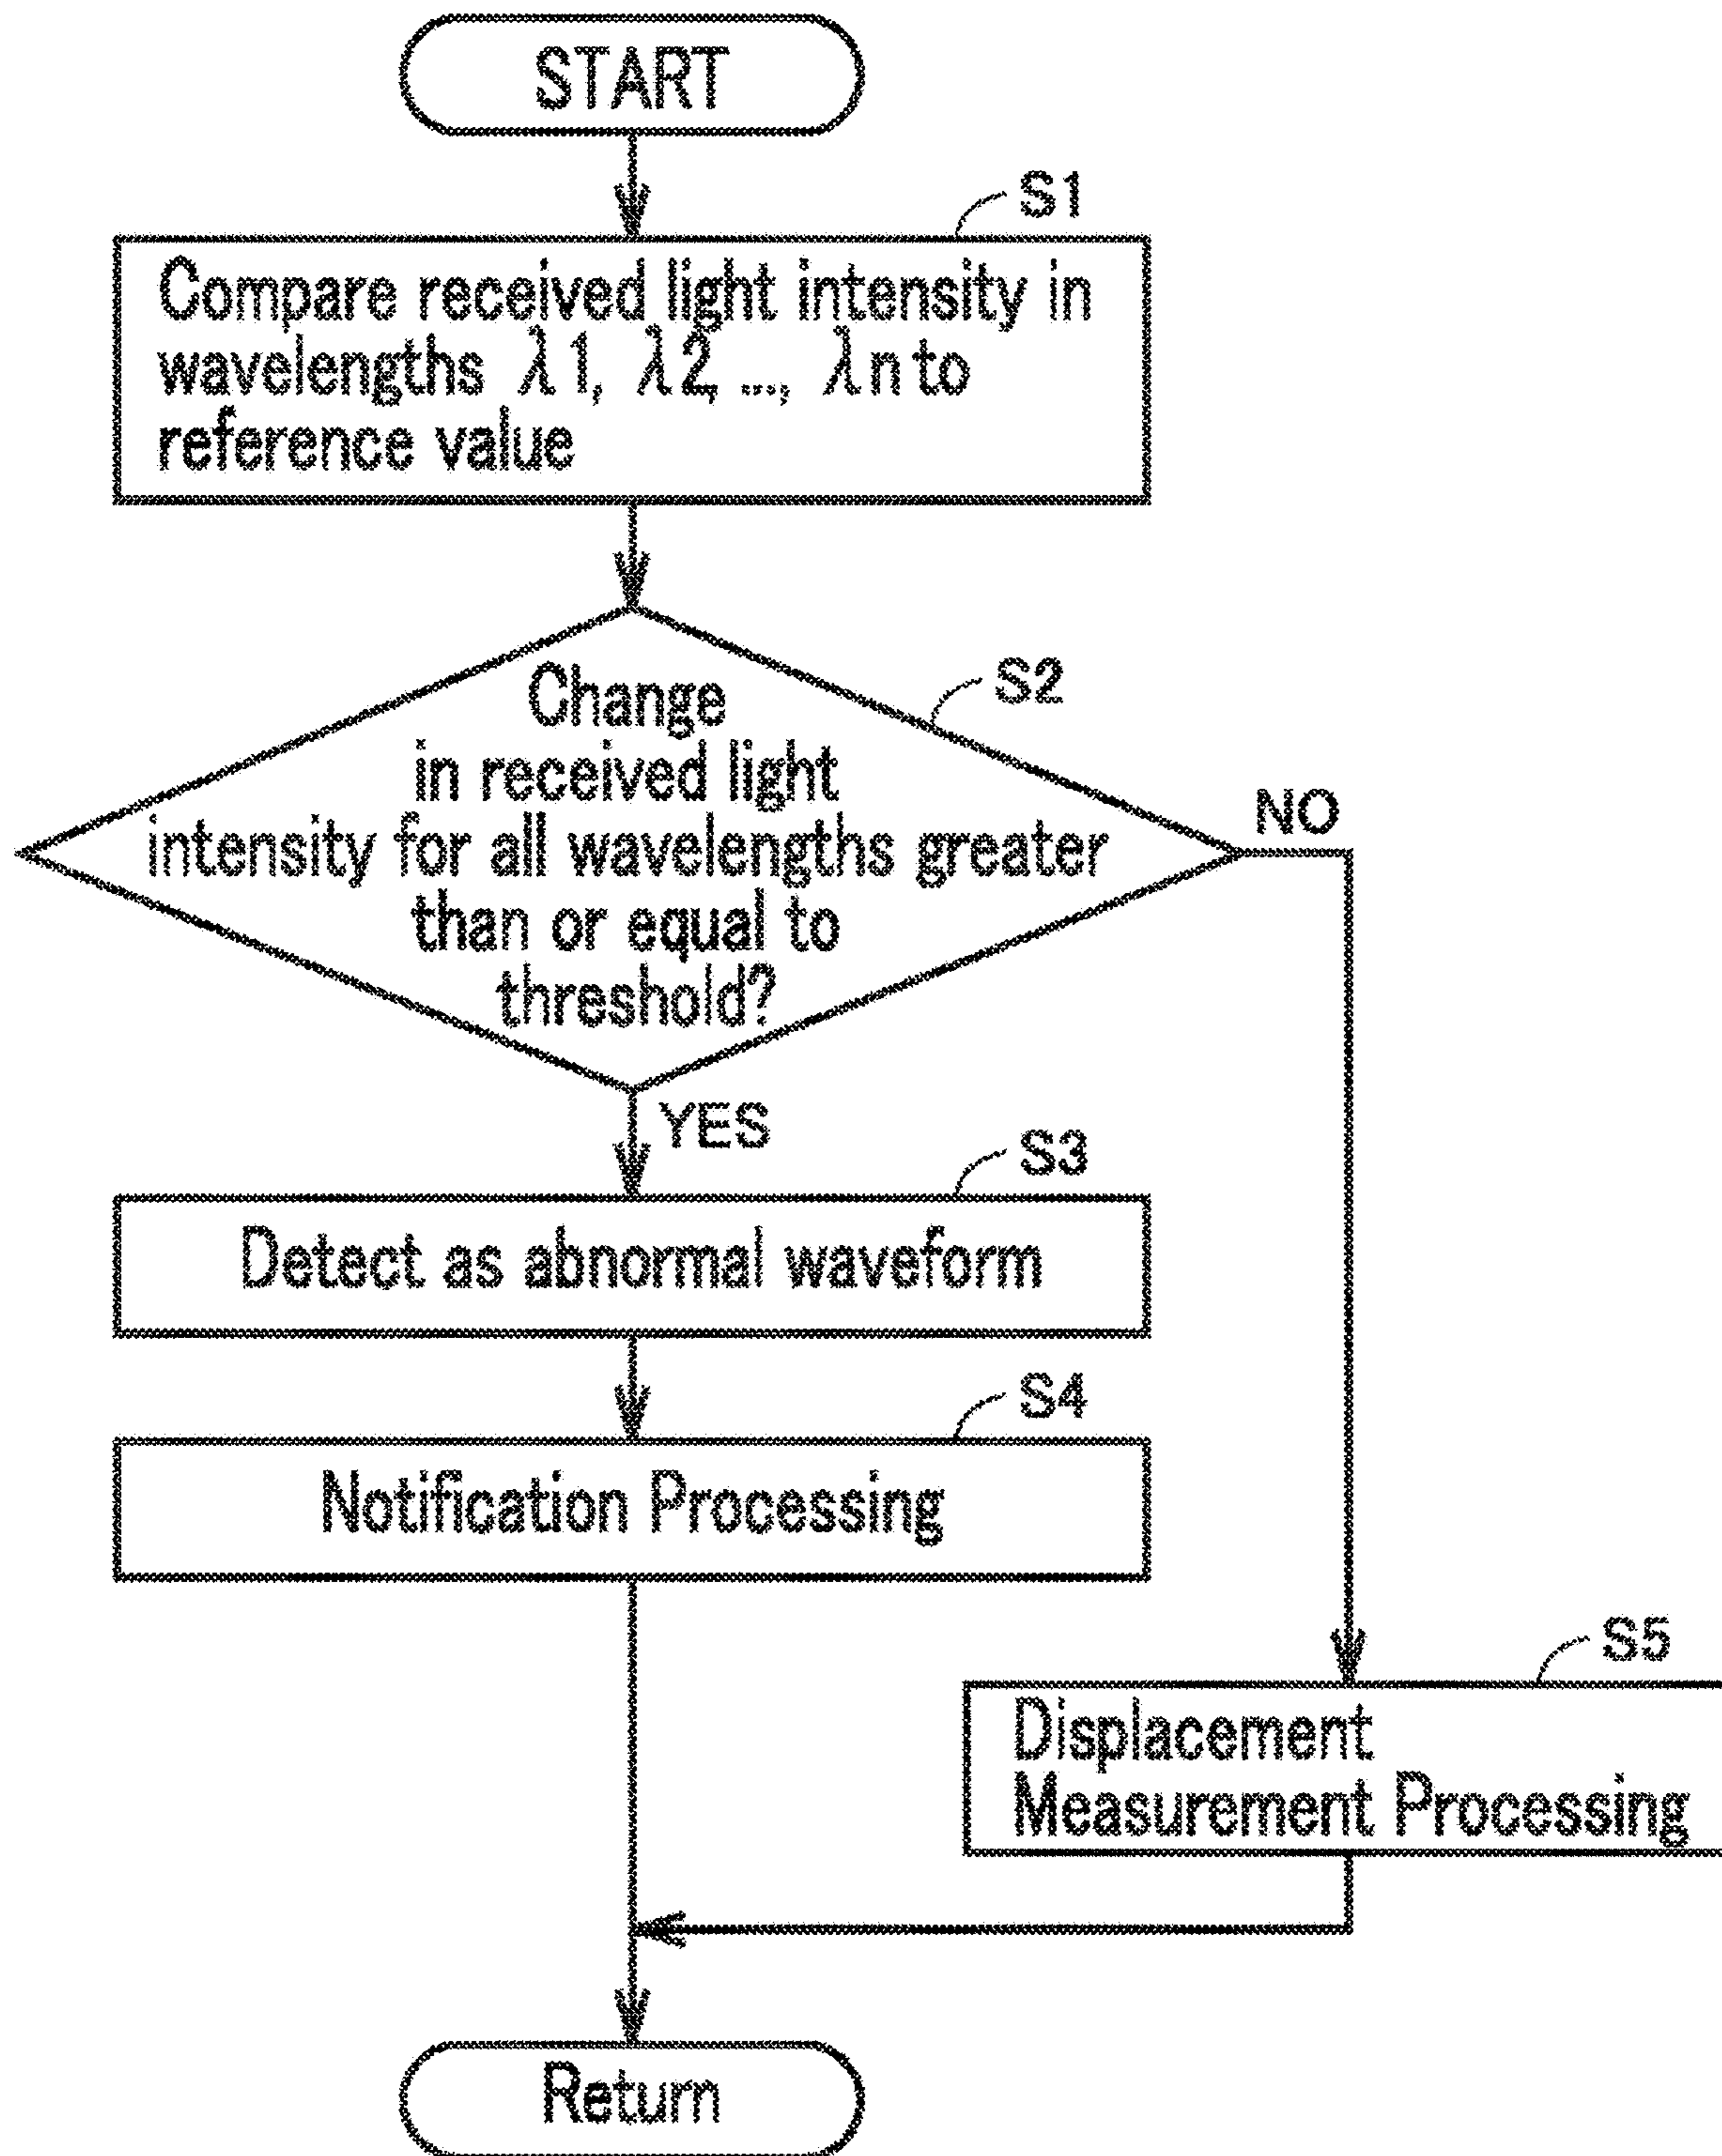 START
S1
Compare received light intensity in
wavelengths λ1, λ2, ..., λn to
reference value
S2
Change
in received light
intensity for all wavelengths greater
than or equal to
threshold?
NO
YES
S3
Detect as abnormal waveform
S4
Notification Processing
S5
Displacement
Measurement Processing
Return